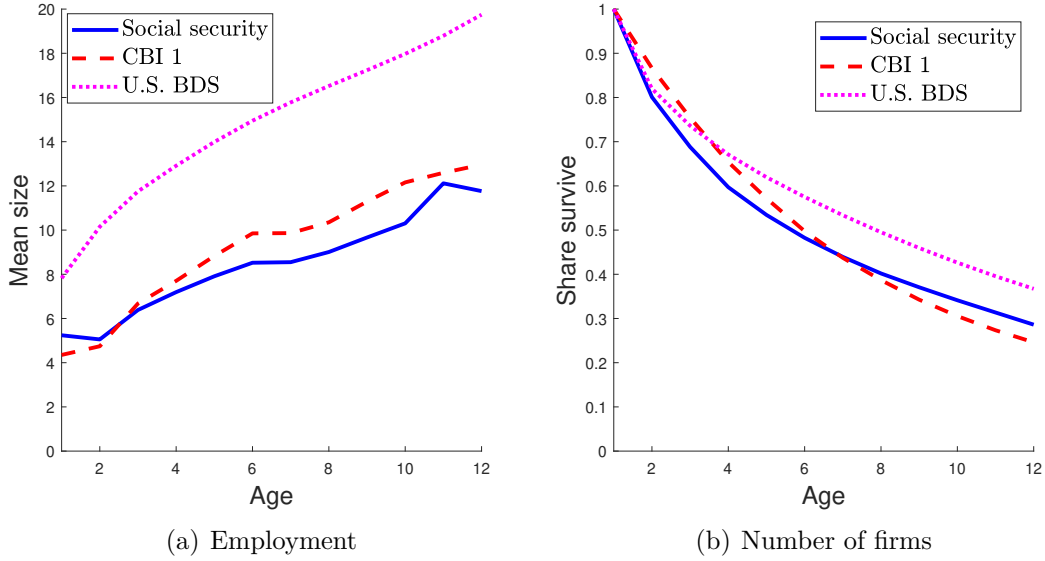 20
18
16
14
12
10
8
6
4
2
0
Mean size
Social security
CBI 1
U.S. BDS
2 4 6 8 10 12
Age
(a) Employment
1
0.9
0.8
0.7
0.6
0.5
0.4
0.3
0.2
0.1
0
Share survive
Social security
CBI 1
U.S. BDS
2 4 6 8 10 12
Age
(b) Number of firms